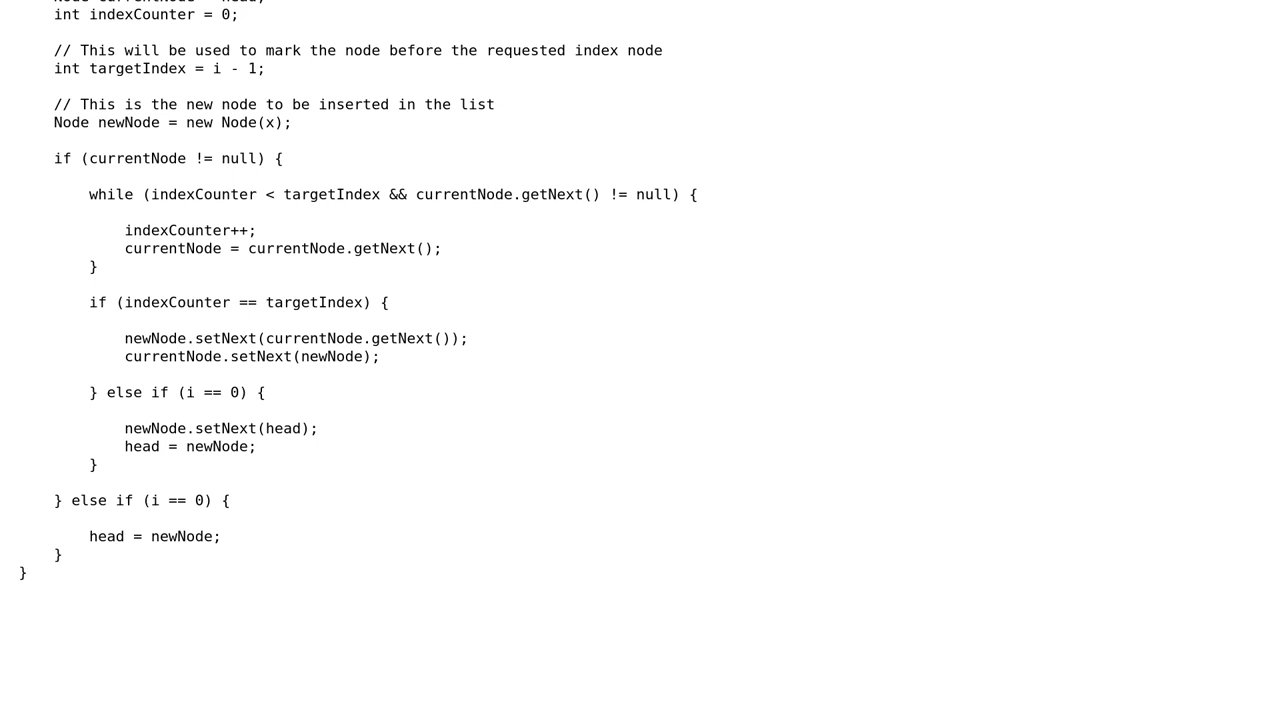 int indexCounter = 0;
// This will be used to mark the node before the requested index node
int targetIndex = i - 1;
// This is the new node to be inserted in the list
Node newNode = new Node(x);
if (currentNode != null) {
while (indexCounter < targetIndex && currentNode.getNext() != null) {
indexCounter++;
currentNode = currentNode.getNext();
}
if (indexCounter == targetIndex) {
newNode.setNext(currentNode.getNext());
currentNode.setNext(newNode);
} else if (i == 0) {
newNode.setNext(head);
head = newNode;
}
} else if (i == 0) {
head = newNode;
}
}